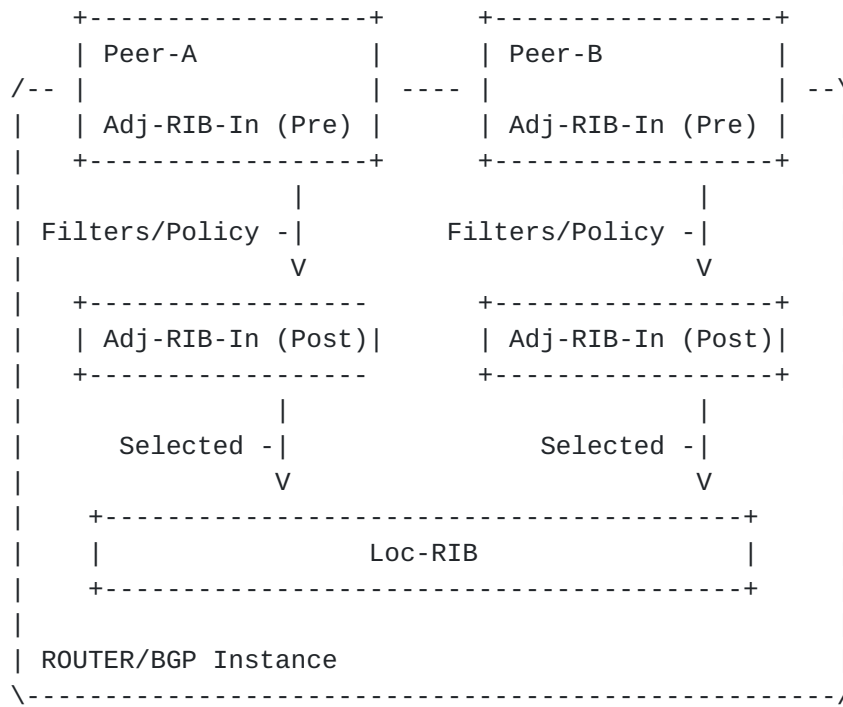 Peer-A Peer-B
Adj-RIB-In (Pre) Adj-RIB-In (Pre)
Filters/Policy Filters/Policy
Adj-RIB-In (Post) Adj-RIB-In (Post)
Selected Selected
Loc-RIB
ROUTER/BGP Instance